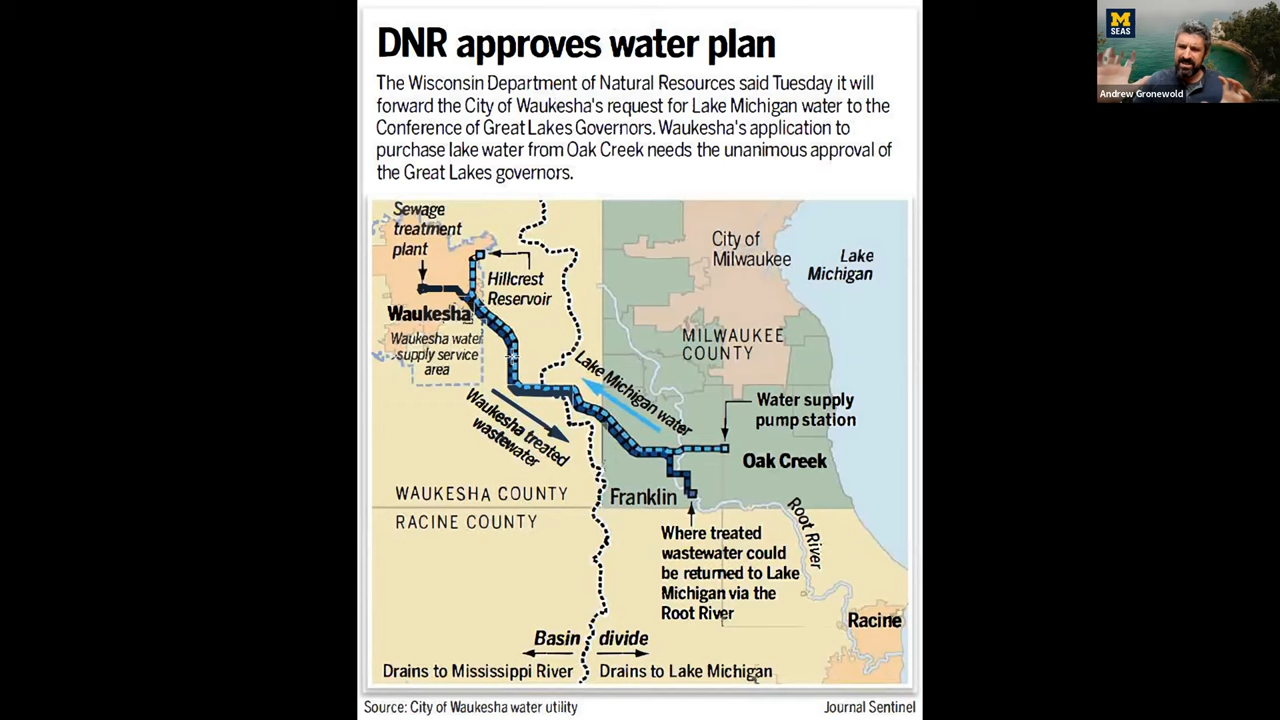 DNR approves water plan
The Wisconsin Department of Natural Resources said Tuesday it will
forward the City of Waukesha's request for Lake Michigan water to the
Conference of Great Lakes Governors. Waukesha's application to
purchase lake water from Oak Creek needs the unanimous approval of
the Great Lakes governors.
M
SEAS
Andrew Gronewold
Sewage
treatment
plant
Hillcrest
Reservoir
Waukesha
Waukesha water
supply service
area
City of
Milwaukee
Lake
Michigan
MILWAUKEE
COUNTY
Lake Michigan water
Waukesha treated
wastewater
Water supply
pump station
Oak Creek
Franklin
WAUKESHA COUNTY
RACINE COUNTY
Root River
Where treated
wastewater could
be returned to Lake
Michigan via the
Root River
Racine
Basin divide
Drains to Mississippi River Drains to Lake Michigan
Source: City of Waukesha water utility
Journal Sentinel